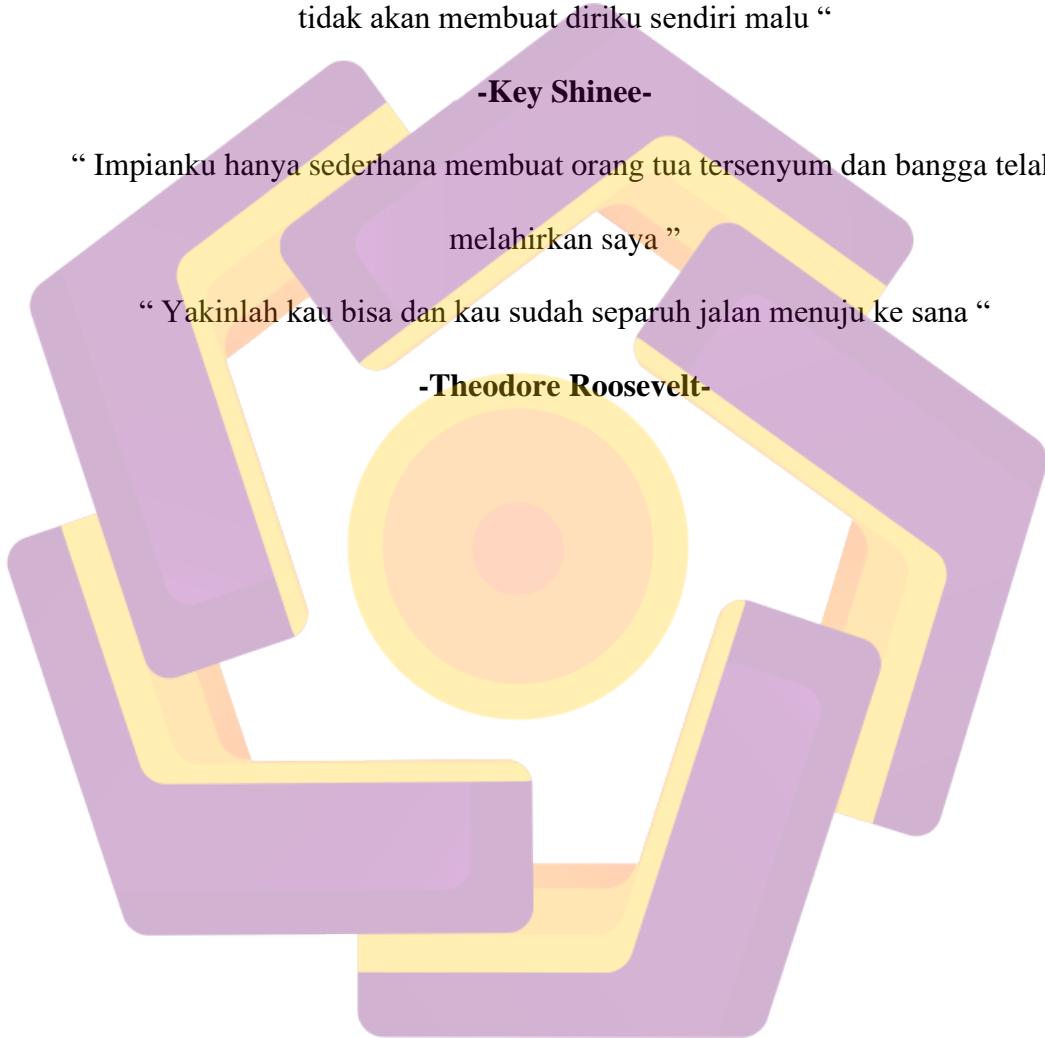 tidak akan membuat diriku sendiri malu “
-Key Shinee-
“ Impianku hanya sederhana membuat orang tua tersenyum dan bangga telah
melahirkan saya ”
“ Yakinlah kau bisa dan kau sudah separuh jalan menuju ke sana “
-Theodore Roosevelt-